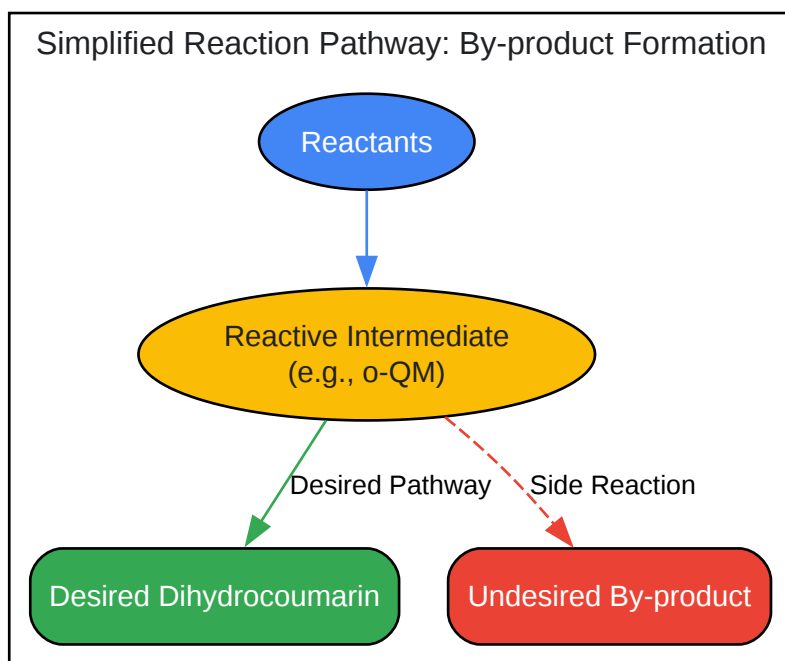 Simplified Reaction Pathway: By-product Formation
Reactants
Reactive Intermediate
(e.g., o-QM)
Desired Pathway
Side Reaction
Desired Dihydrocoumarin
Undesired By-product